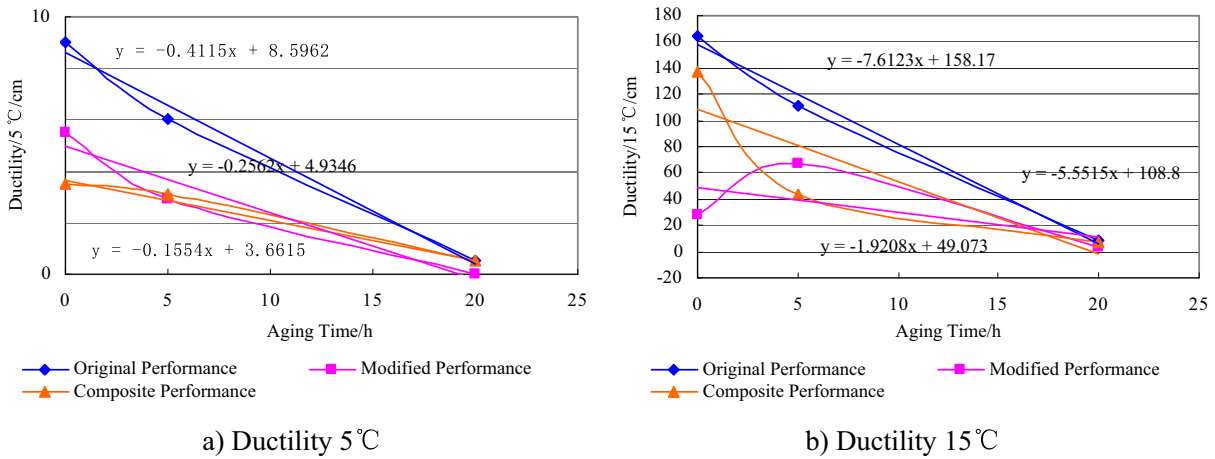 10
0
Ductility/5 ℃/cm
y = -0.4115x + 8.5962
y = -0.2562x + 4.9346
y = -0.1554x + 3.6615
0 5 10 15 20 25
Aging Time/h
Original Performance
Modified Performance
Composite Performance
a) Ductility 5℃
180
160
140
120
100
80
60
40
20
0
-20
Ductility/15 ℃/cm
y = -7.6123x + 158.17
y = -5.5515x + 108.8
y = -1.9208x + 49.073
0 5 10 15 20 25
Aging Time/h
Original Performance
Modified Performance
Composite Performance
b) Ductility 15℃